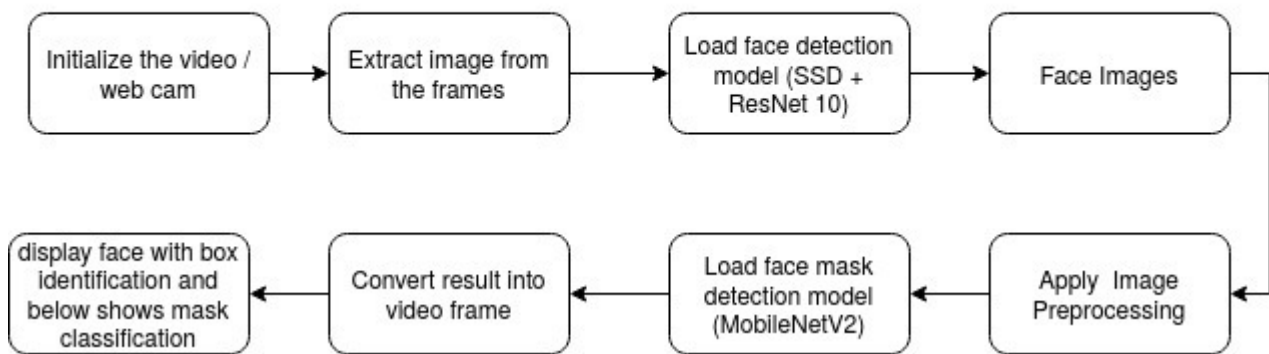 Initialize the video /
web cam
Extract image from
the frames
Load face detection
model (SSD +
ResNet 10)
Face Images
Apply Image
Preprocessing
Load face mask
detection model
(MobileNetV2)
Convert result into
video frame
display face with box
identification and
below shows mask
classification